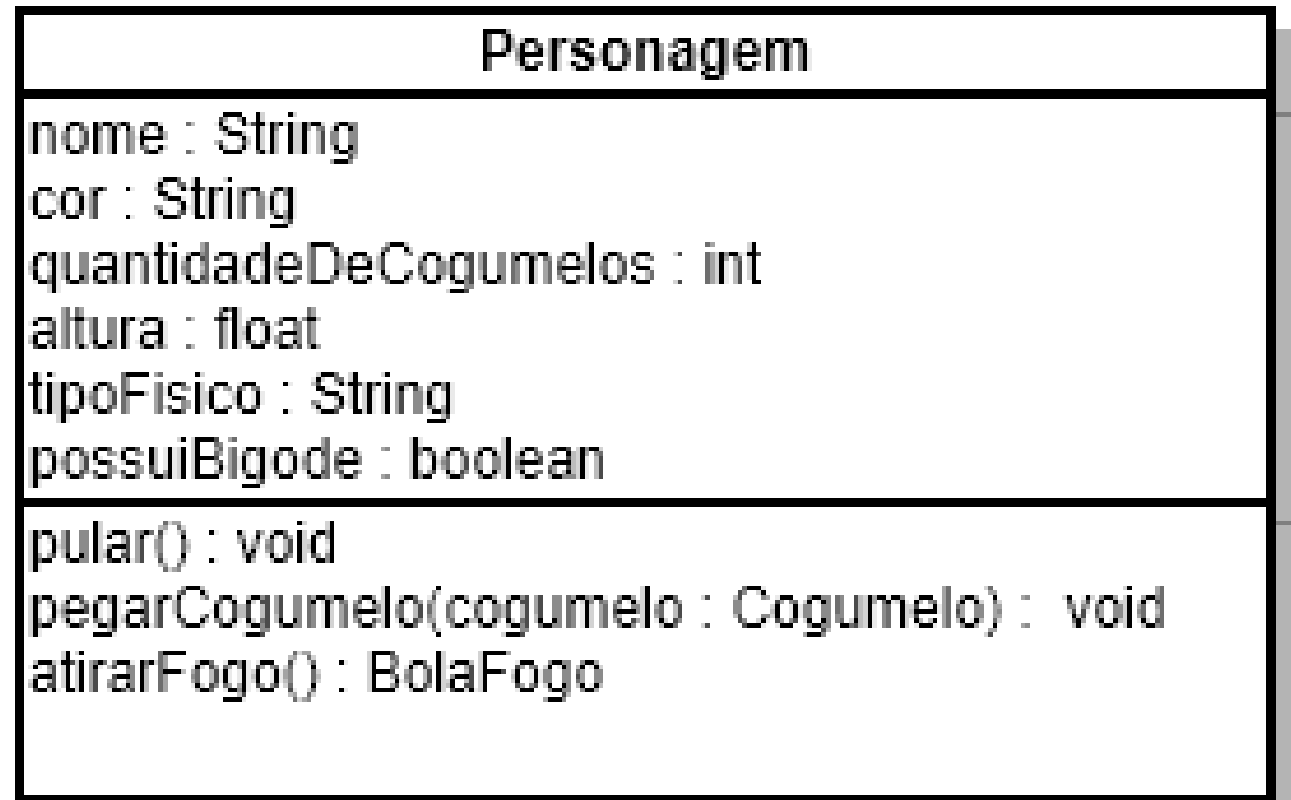 Personagem
nome : String
cor : String
quantidadeDeCogumelos : int
altura : float
tipoFisico : String
possuiBigode : boolean
pular() : void
pegarCogumelo(cogumelo : Cogumelo) : void
atirarFogo() : BolaFogo